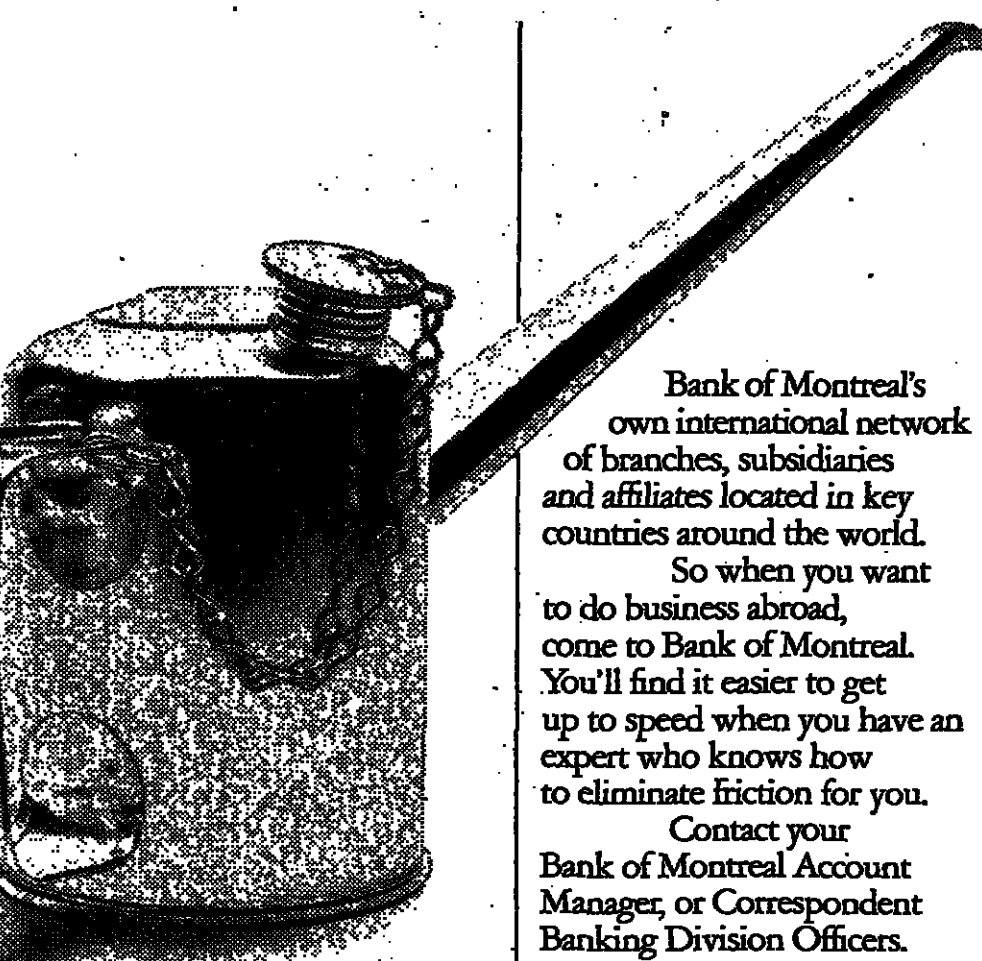 Bank of Montreal's
own international network
of branches, subsidiaries
and affiliates located in key
countries around the world.
So when you want
to do business abroad,
come to Bank of Montreal.
You'll find it easier to get
up to speed when you have an
expert who knows how
to eliminate friction for you.
Contact your
Bank of Montreal Account
Manager, or Correspondent
Banking Division Officers.